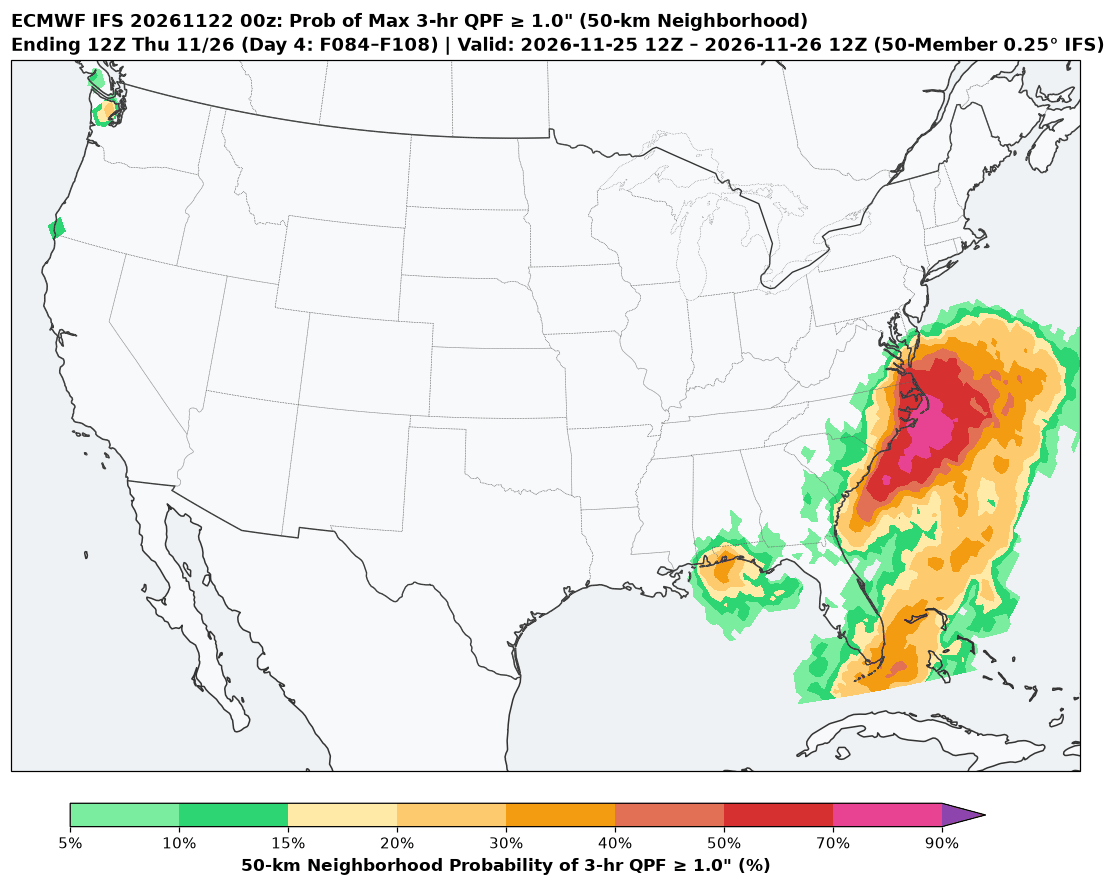 ECMWF IFS 20261122 00z: Prob of Max 3-hr QPF ≥ 1.0" (50-km Neighborhood)
Ending 12Z Thu 11/26 (Day 4: F084–F108) | Valid: 2026-11-25 12Z – 2026-11-26 12Z (50-Member 0.25° IFS)
5% 10% 15% 20% 30% 40% 50% 70% 90%
50-km Neighborhood Probability of 3-hr QPF ≥ 1.0" (%)